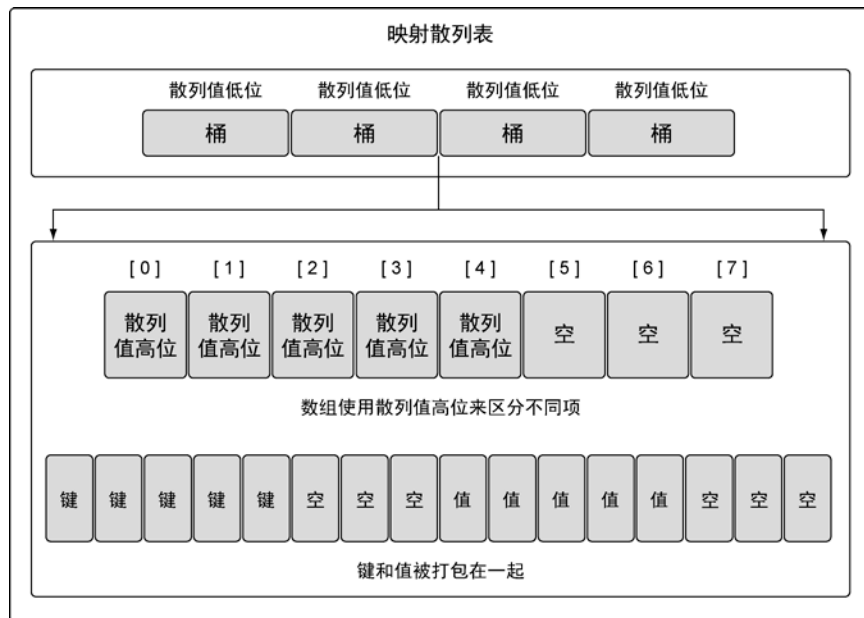 映射散列表
散列值低位 散列值低位 散列值低位 散列值低位
桶 桶 桶 桶
[ 0 ] [ 1 ] [ 2 ] [ 3 ] [ 4 ] [ 5 ] [ 6 ] [ 7 ]
散列 散列 散列 散列 散列 空 空 空
值高位 值高位 值高位 值高位 值高位
数组使用散列值高位来区分不同项
键 键 键 键 键 空 空 空 值 值 值 值 值 空 空 空
键和值被打包在一起